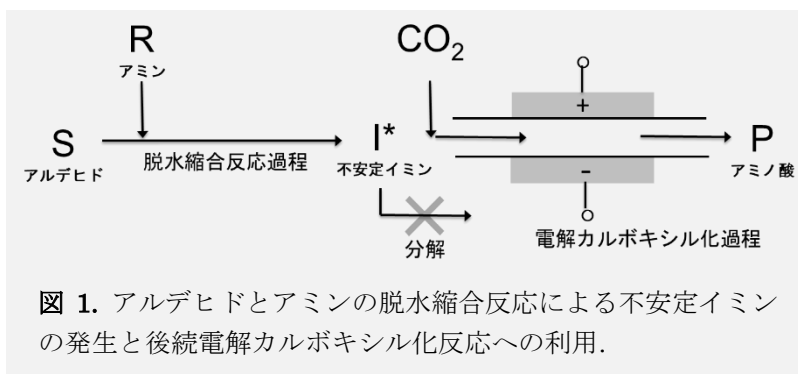 R
アミン
CO2
+
S
アルデヒド
脱水縮合反応過程
I*
不安定イミン
P
アミノ酸
-
分解
電解カルボキシル化過程
図 1. アルデヒドとアミンの脱水縮合反応による不安定イミン
の発生と後続電解カルボキシル化反応への利用.